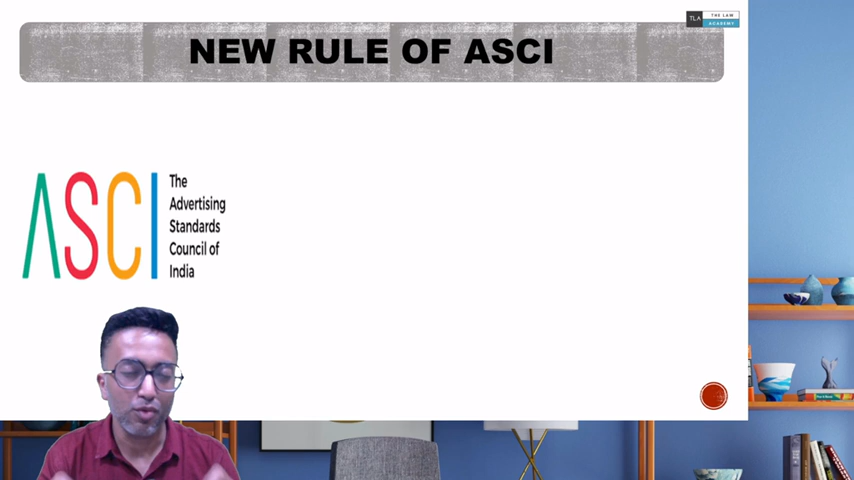 TLA THE LAW ACADEMY
NEW RULE OF ASCI
ASCI
The
Advertising
Standards
Council of
India